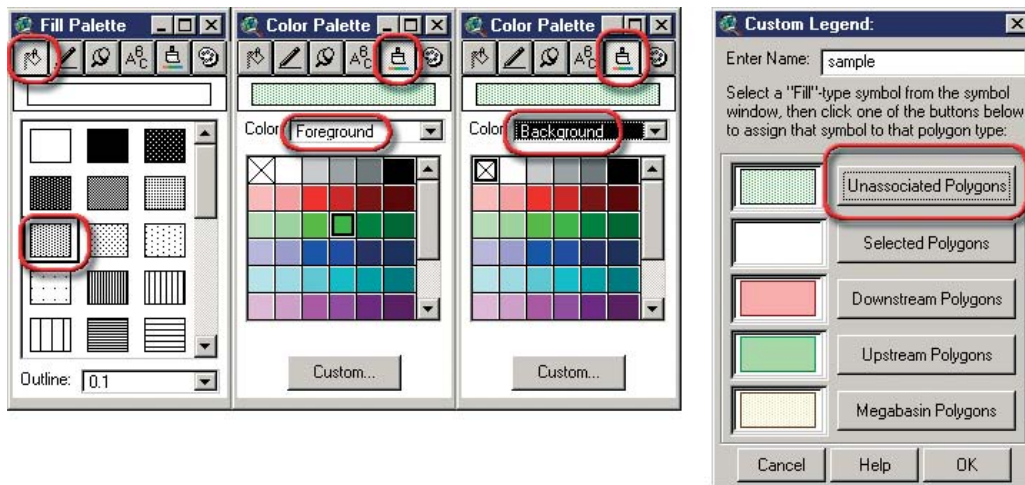 Fill Palette
Outline: 0.1
Color Palette
Color Foreground
Custom...
Color Palette
Color Background
Custom...
Custom Legend:
Enter Name: sample
Select a "Fill"-type symbol from the symbol
window, then click one of the buttons below
to assign that symbol to that polygon type:
Unassociated Polygons
Selected Polygons
Downstream Polygons
Upstream Polygons
Megabasin Polygons
Cancel Help OK